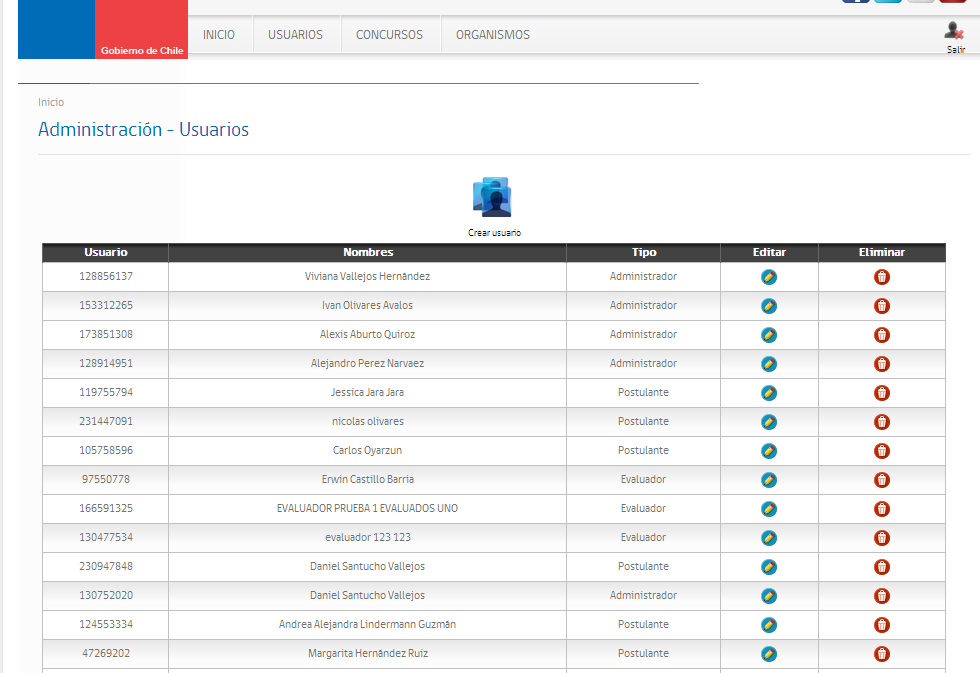 Gobierno de Chile
INICIO USUARIOS CONCURSOS ORGANISMOS
Salir
Inicio
Administración - Usuarios
Crear usuario
Usuario Nombres Tipo Editar Eliminar
128856137 Viviana Vallejos Hernández Administrador
153312265 Ivan Olivares Avalos Administrador
173851308 Alexis Aburto Quiroz Administrador
128914951 Alejandro Perez Narvaez Administrador
119755794 Jessica Jara Jara Postulante
231447091 nicolas olivares Postulante
105758596 Carlos Oyarzun Postulante
97550778 Erwin Castillo Barria Evaluador
166591325 EVALUADOR PRUEBA 1 EVALUADOS UNO Evaluador
130477534 evaluador 123 123 Evaluador
230947848 Daniel Santucho Vallejos Postulante
130752020 Daniel Santucho Vallejos Administrador
124553334 Andrea Alejandra Lindermann Guzmán Postulante
47269202 Margarita Hernández Ruiz Postulante